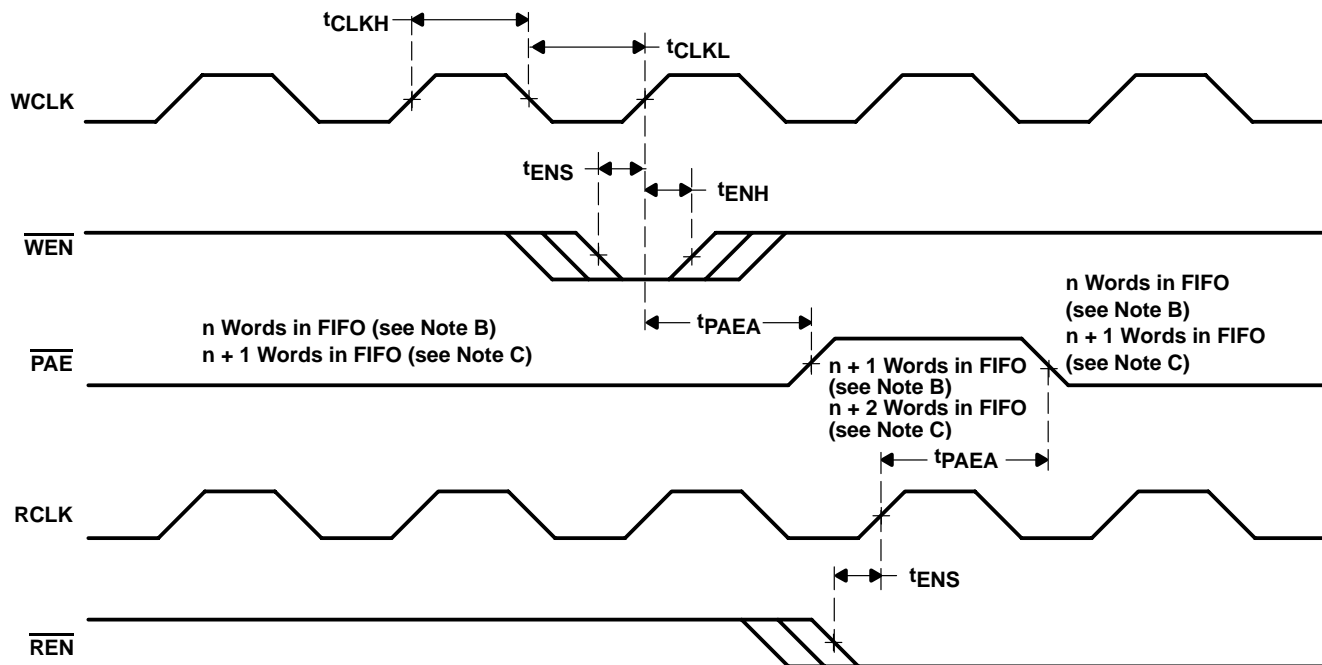 tCLKH
tCLKL
WCLK
tENS
tENH
WEN
n Words in FIFO
(see Note B)
n + 1 Words in FIFO
(see Note C)
tPAEA
n Words in FIFO (see Note B)
n + 1 Words in FIFO (see Note C)
PAE
n + 1 Words in FIFO
(see Note B)
n + 2 Words in FIFO
(see Note C)
tPAEA
RCLK
tENS
REN